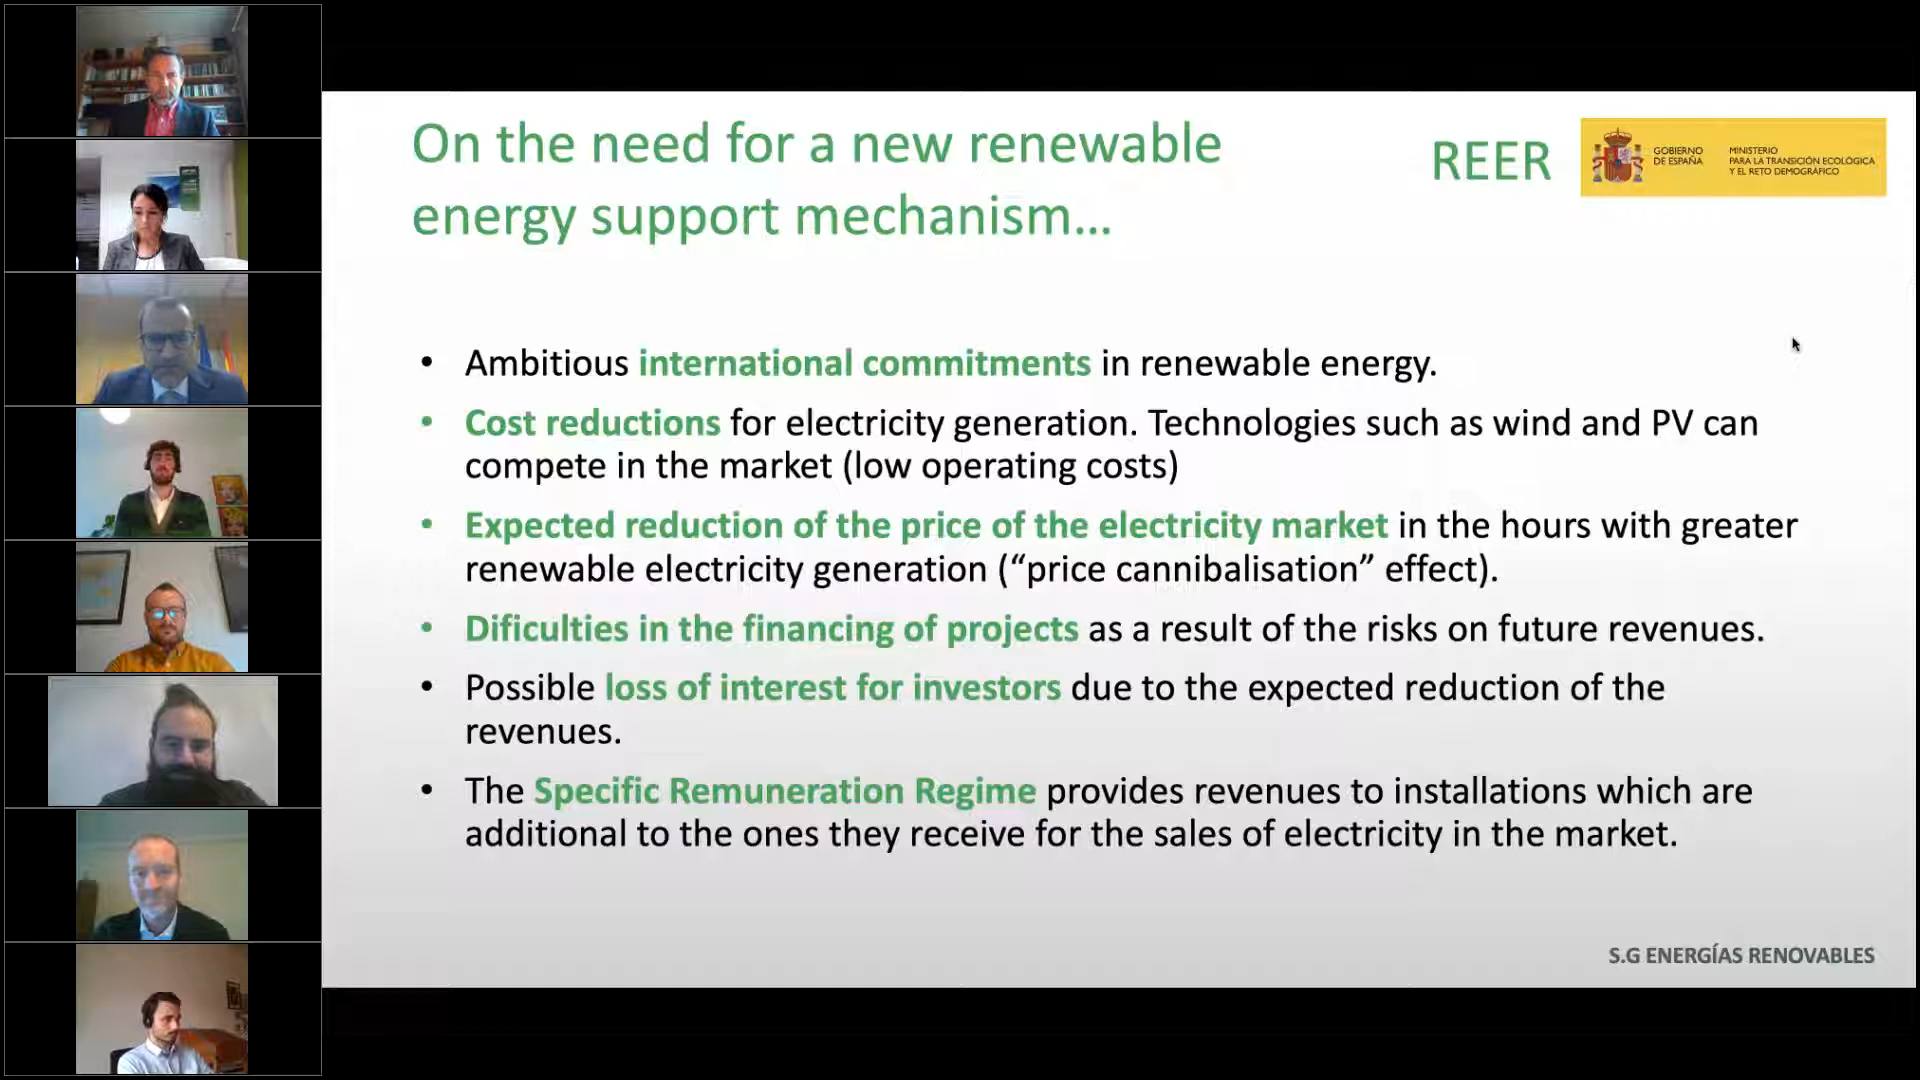 On the need for a new renewable
energy support mechanism...
REER
GOBIERNO
DE ESPAÑA
MINISTERIO
PARA LA TRANSICIÓN ECOLÓGICA
Y EL RETO DEMOGRÁFICO
• Ambitious international commitments in renewable energy.
• Cost reductions for electricity generation. Technologies such as wind and PV can
compete in the market (low operating costs)
• Expected reduction of the price of the electricity market in the hours with greater
renewable electricity generation (“price cannibalisation” effect).
• Dificulties in the financing of projects as a result of the risks on future revenues.
• Possible loss of interest for investors due to the expected reduction of the
revenues.
• The Specific Remuneration Regime provides revenues to installations which are
additional to the ones they receive for the sales of electricity in the market.
S.G ENERGÍAS RENOVABLES